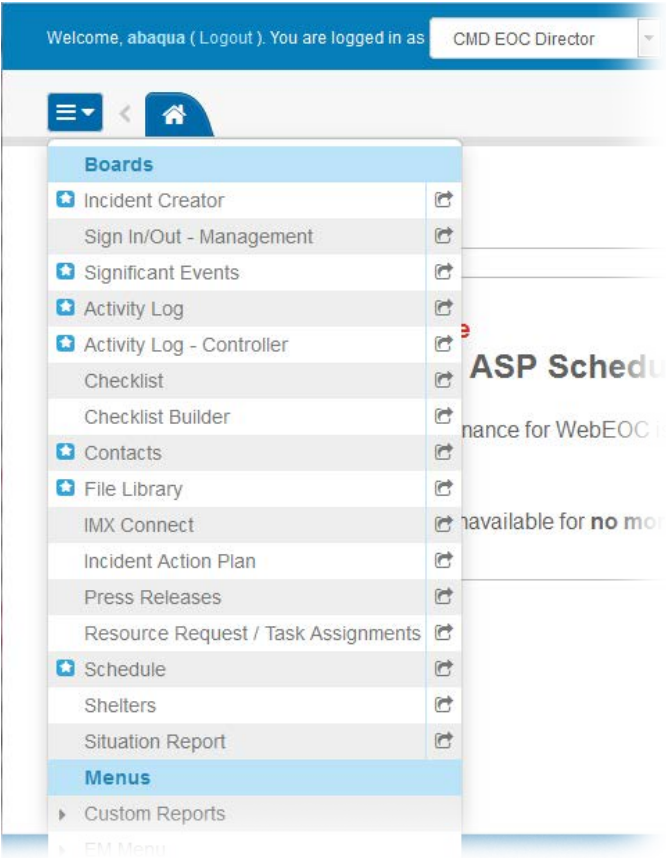 Welcome, abaqua ( Logout ). You are logged in as CMD EOC Director
Boards
Incident Creator
Sign In/Out - Management
Significant Events
Activity Log
e
Activity Log - Controller
ASP Schedu
Checklist
Checklist Builder
nance for WebEOC i
Contacts
File Library
IMX Connect
navailable for no mor
Incident Action Plan
Press Releases
Resource Request / Task Assignments
Schedule
Shelters
Situation Report
Menus
Custom Reports
EM Menu